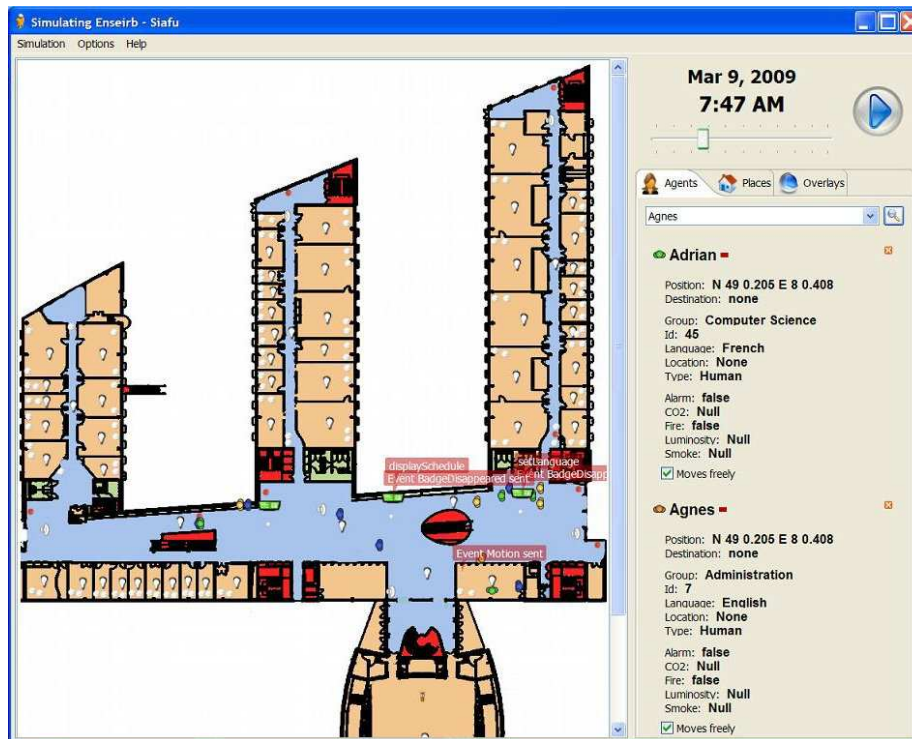 Simulating Enseirb - Siafu
Simulation Options Help
Mar 9, 2009
7:47 AM
Agents Places Overlays
Agnes
Adrian
Position: N 49 0.205 E 8 0.408
Destination: none
Group: Computer Science
Id: 45
Language: French
Location: None
Type: Human
Alarm: false
CO2: Null
Fire: false
Luminosity: Null
Smoke: Null
Moves freely
Agnes
Position: N 49 0.205 E 8 0.408
Destination: none
Group: Administration
Id: 7
Language: English
Location: None
Type: Human
Alarm: false
CO2: Null
Fire: false
Luminosity: Null
Smoke: Null
Moves freely
displaySchedule
Event BadgeDisappeared sent
setLanguage
Event BadgeDisapp
Event Motion sent